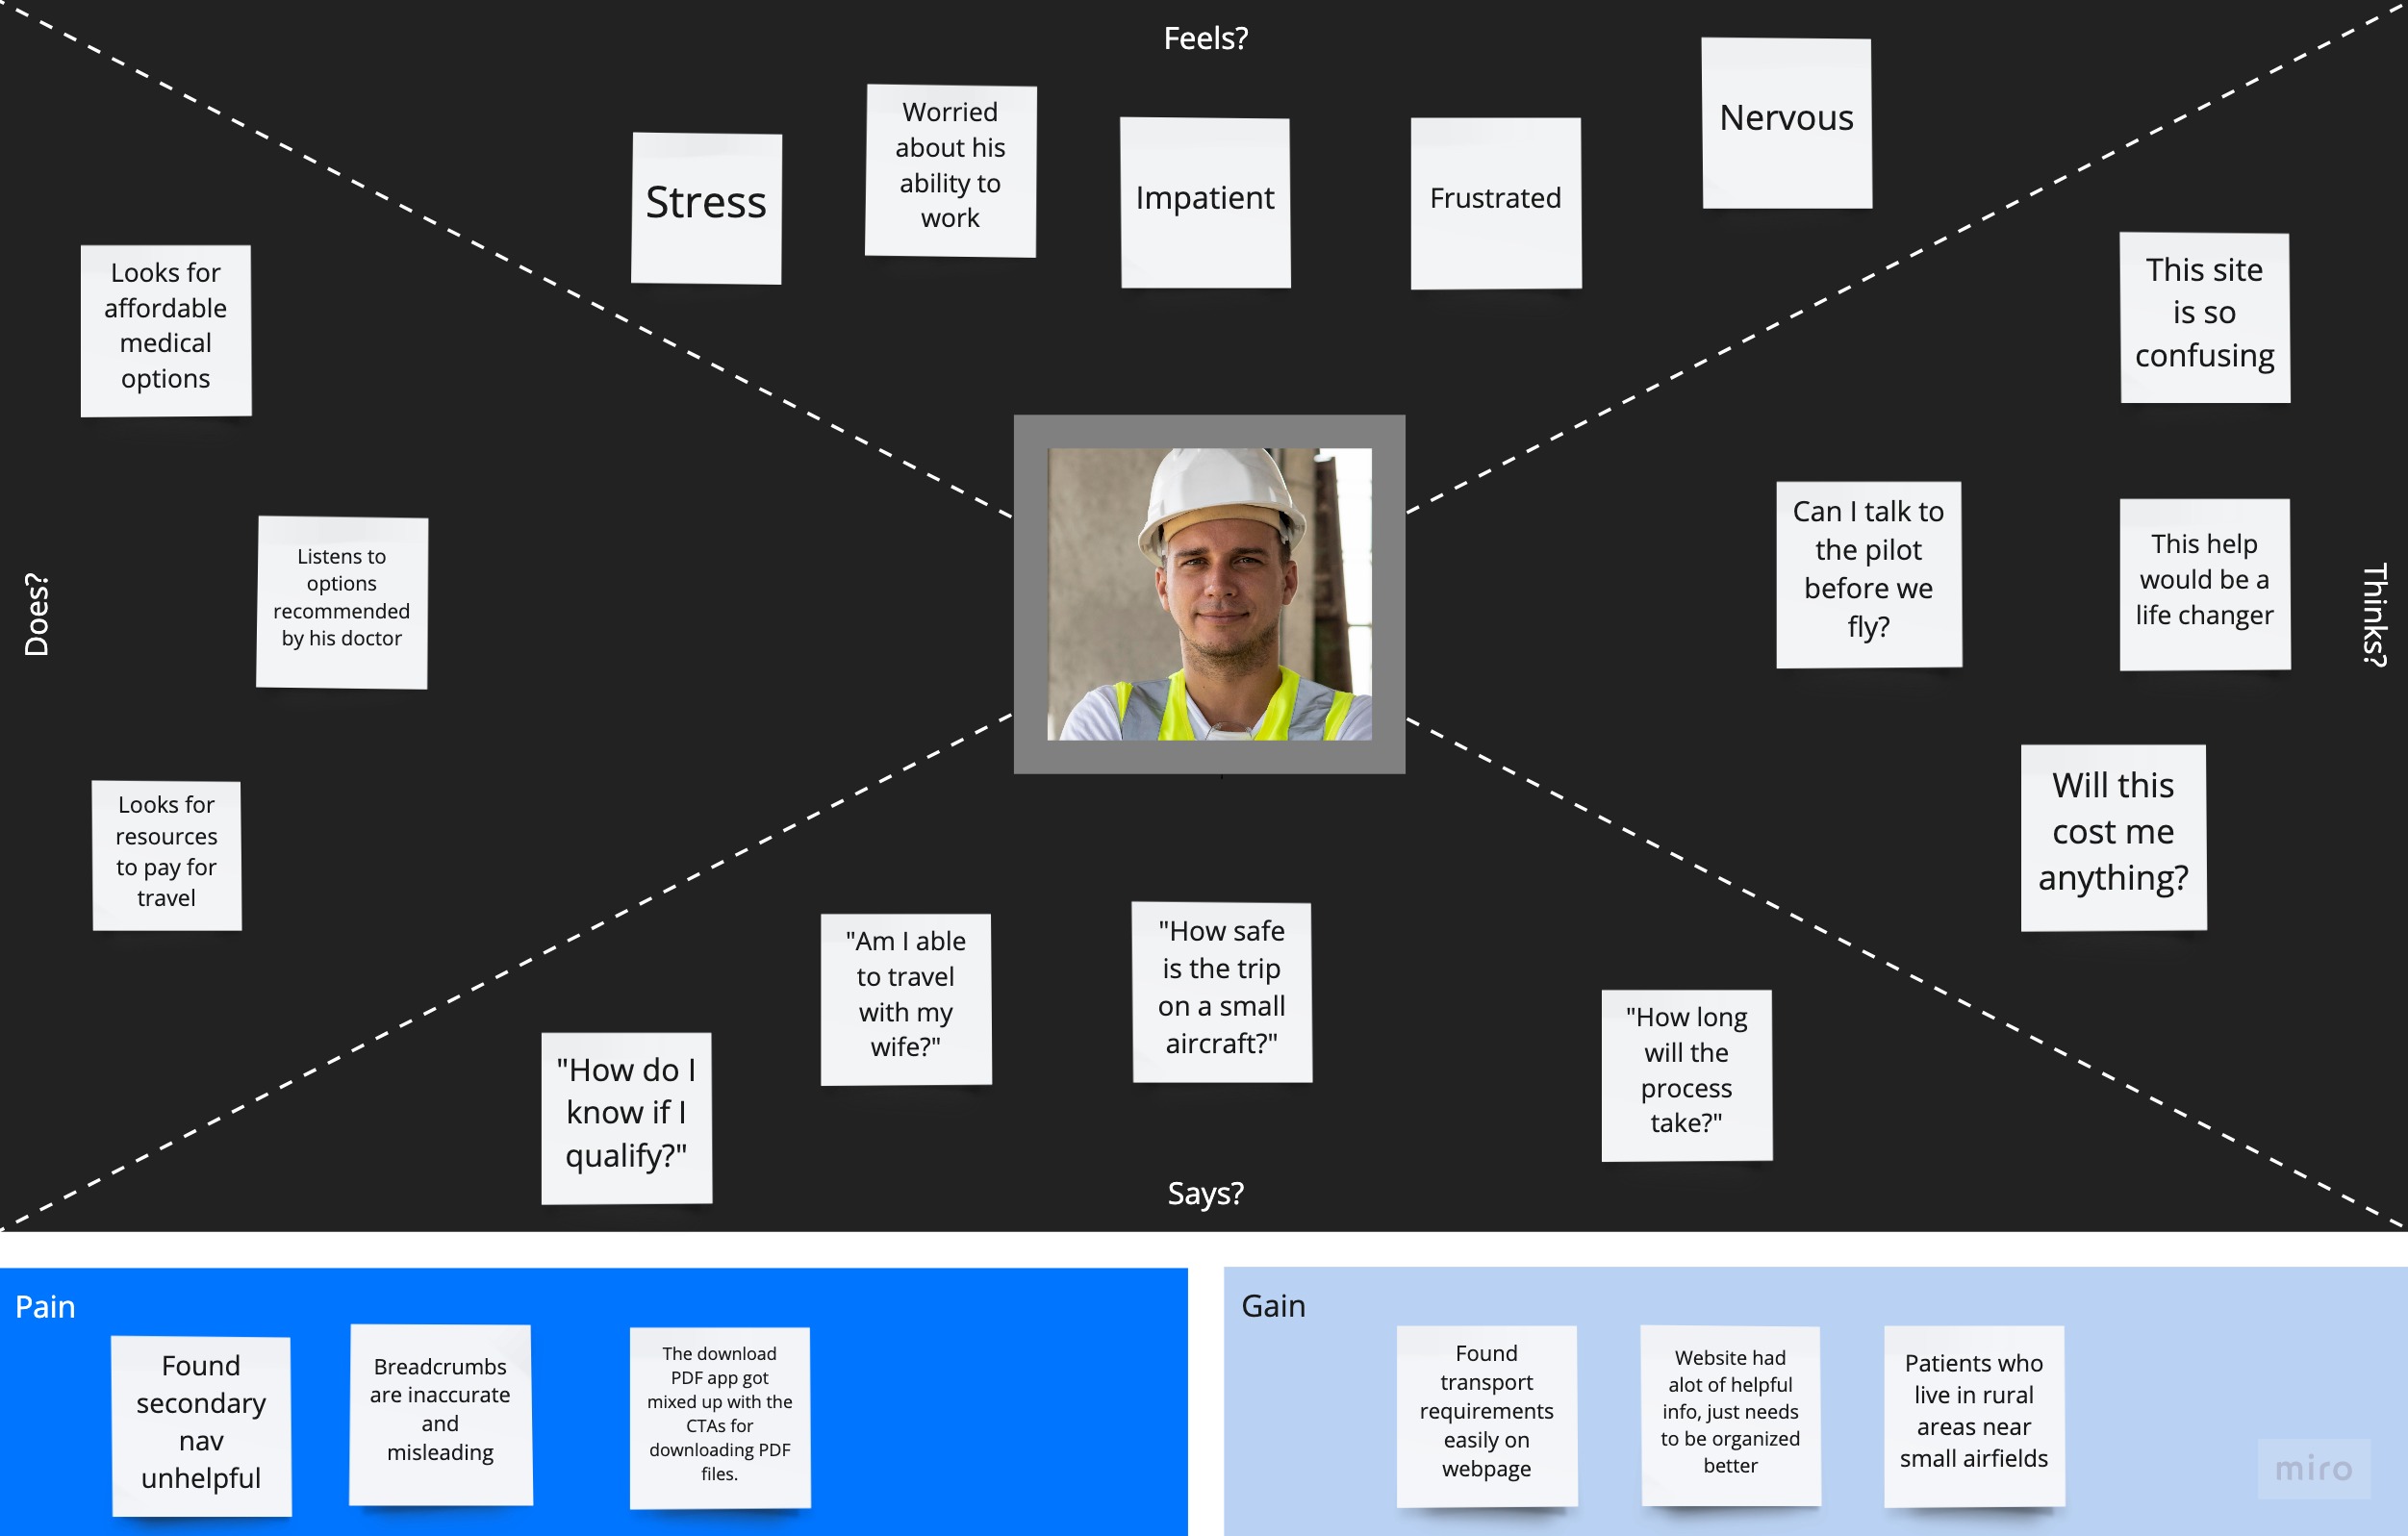 Feels?
Stress
Worried
about his
ability to
work
Impatient
Frustrated
Nervous
Does?
Looks for
affordable
medical
options
Listens to
options
recommended
by his doctor
Looks for
resources
to pay for
travel
Thinks?
This site
is so
confusing
Can I talk to
the pilot
before we
fly?
This help
would be a
life changer
Will this
cost me
anything?
"How do I
know if I
qualify?"
"Am I able
to travel
with my
wife?"
"How safe
is the trip
on a small
aircraft?"
"How long
will the
process
take?"
Says?
Pain
Found
secondary
nav
unhelpful
Breadcrumbs
are inaccurate
and
misleading
The download
PDF app got
mixed up with the
CTAs for
downloading PDF
files.
Gain
Found
transport
requirements
easily on
webpage
Website had
alot of helpful
info, just needs
to be organized
better
Patients who
live in rural
areas near
small airfields
miro